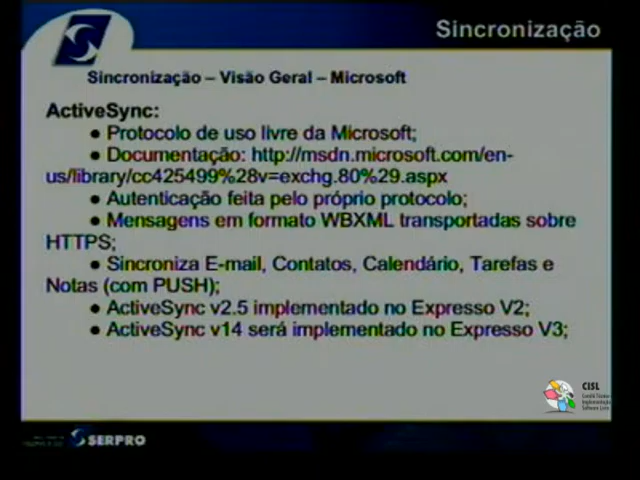 Sincronização
Sincronização – Visão Geral – Microsoft
ActiveSync:
● Protocolo de uso livre da Microsoft;
● Documentação: http://msdn.microsoft.com/en-
us/library/cc425499%28v=exchg.80%29.aspx
● Autenticação feita pelo próprio protocolo;
● Mensagens em formato WBXML transportadas sobre
HTTPS;
● Sincroniza E-mail, Contatos, Calendário, Tarefas e
Notas (com PUSH);
● ActiveSync v2.5 implementado no Expresso V2;
● ActiveSync v14 será implementado no Expresso V3;
CISL
SERPRO